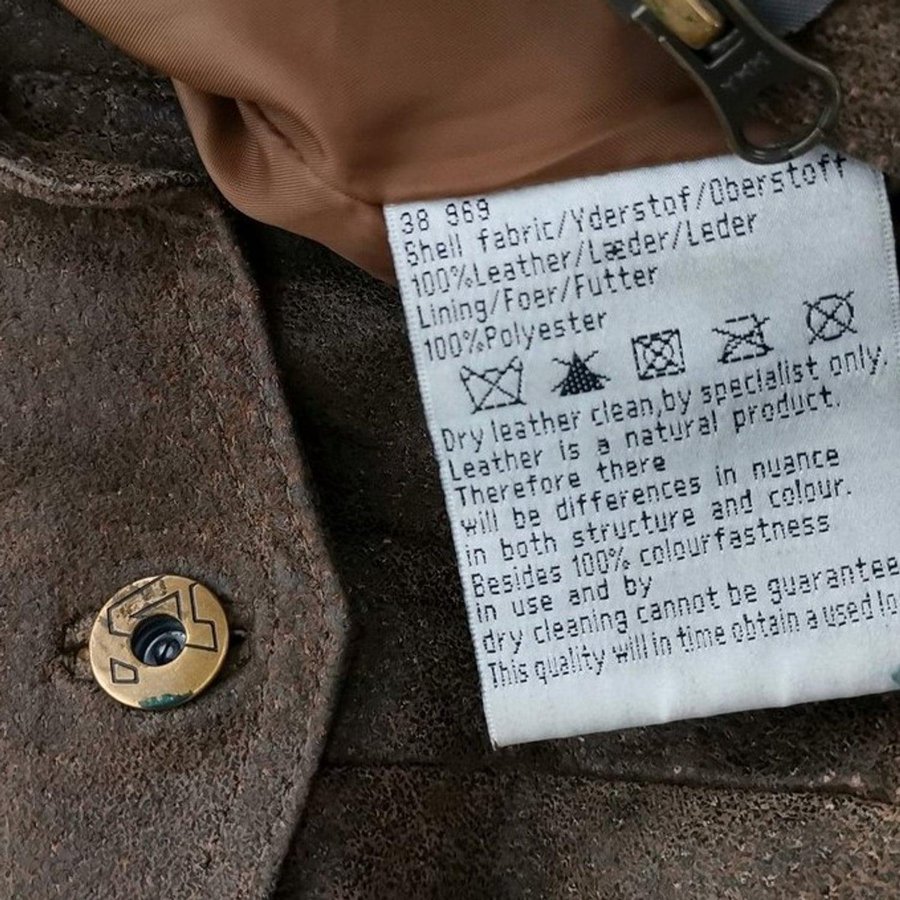 38 969
Shell fabric/Yderstof/Oberstoff
100%Leather/Læder/Leder
Lining/Foer/Futter
100%Polyester
Dry leather clean,by specialist only.
Leather is a natural product.
Therefore there
will be differences in nuance
in both structure and colour.
Besides 100% colourfastness
in use and by
dry cleaning cannot be guarantee
This quality will in time obtain a used lo